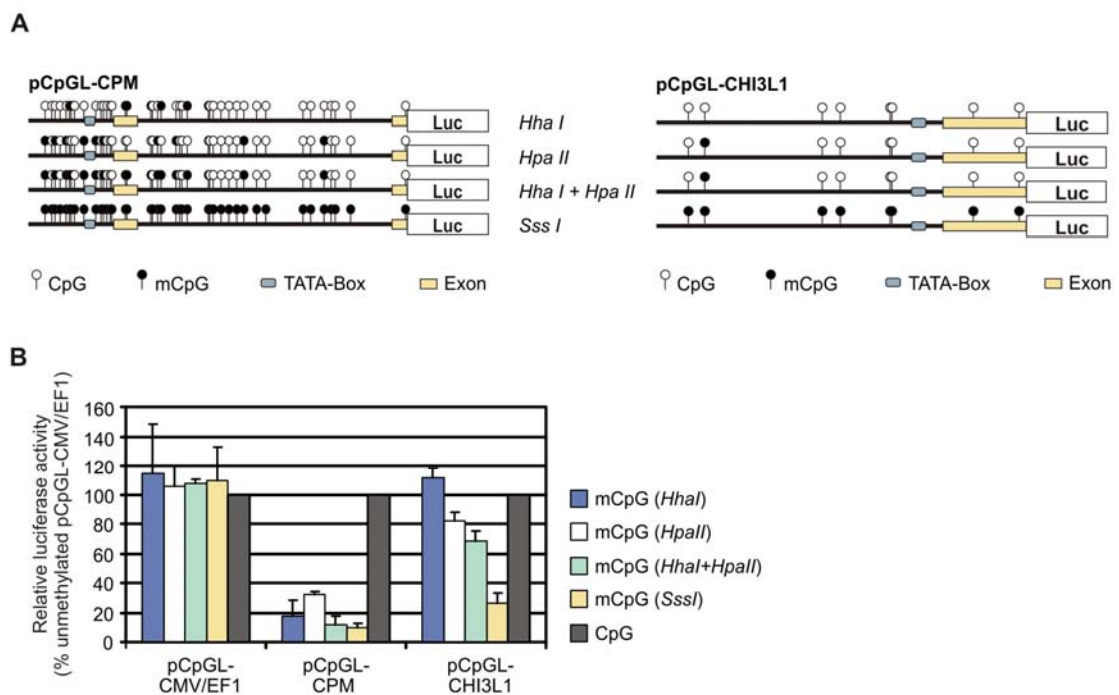 A
pCpGL-CPM
Luc
Hha I
Luc
Hpa II
Luc
Hha I + Hpa II
Luc
Sss I
CpG
mCpG
TATA-Box
Exon
pCpGL-CHI3L1
Luc
Luc
Luc
Luc
CpG
mCpG
TATA-Box
Exon
B
Relative luciferase activity
(% unmethylated pCpGL-CMV/EF1)
160
140
120
100
80
60
40
20
0
pCpGL-
CMV/EF1
pCpGL-
CPM
pCpGL-
CHI3L1
mCpG (HhaI)
mCpG (HpaII)
mCpG (HhaI+HpaII)
mCpG (SssI)
CpG